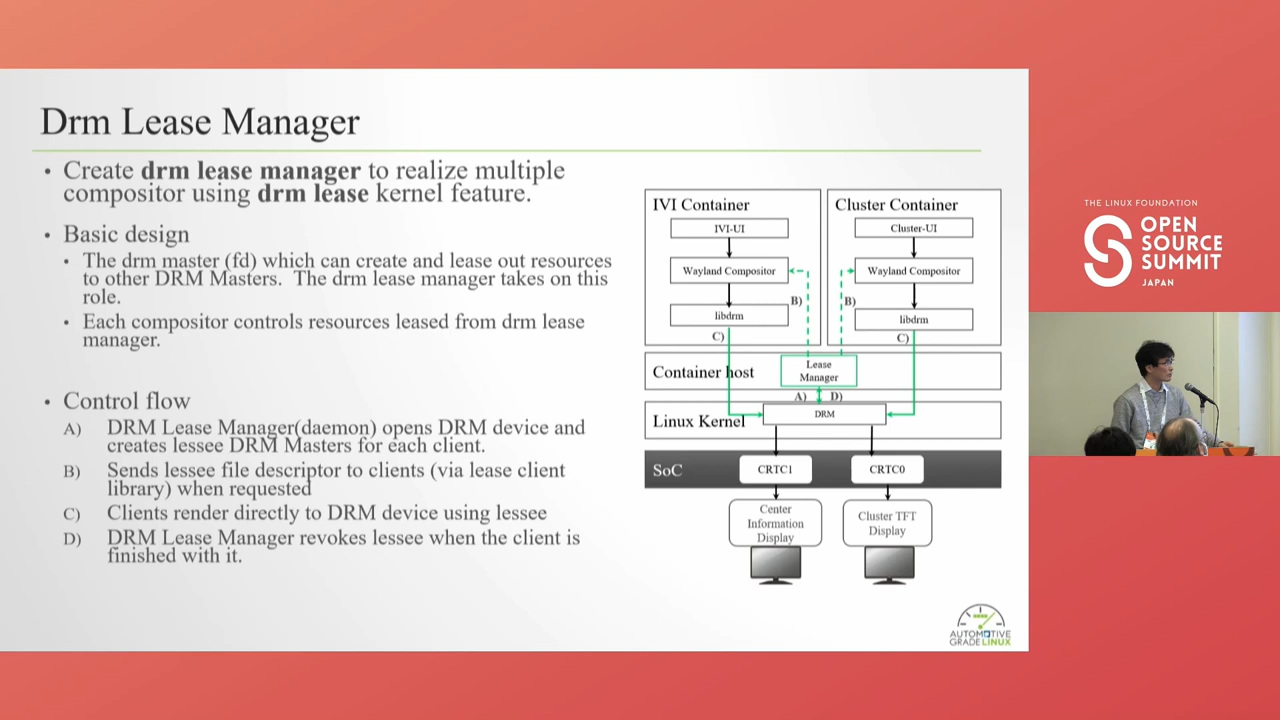 Drm Lease Manager
• Create drm lease manager to realize multiple
compositor using drm lease kernel feature.
• Basic design
• The drm master (fd) which can create and lease out resources
to other DRM Masters. The drm lease manager takes on this
role.
• Each compositor controls resources leased from drm lease
manager.
• Control flow
A) DRM Lease Manager(daemon) opens DRM device and
creates lessee DRM Masters for each client.
B) Sends lessee file descriptor to clients (via lease client
library) when requested
C) Clients render directly to DRM device using lessee
D) DRM Lease Manager revokes lessee when the client is
finished with it.
IVI Container
IVI-UI
Wayland Compositor
B)
libdrm
C)
Cluster Container
Cluster-UI
Wayland Compositor
B)
libdrm
C)
Container host
Lease
Manager
A) D)
Linux Kernel
DRM
SoC
CRTC1
CRTC0
Center
Information
Display
Cluster TFT
Display
AUTOMOTIVE
GRADE LINUX
THE LINUX FOUNDATION
OPEN
SOURCE
SUMMIT
JAPAN